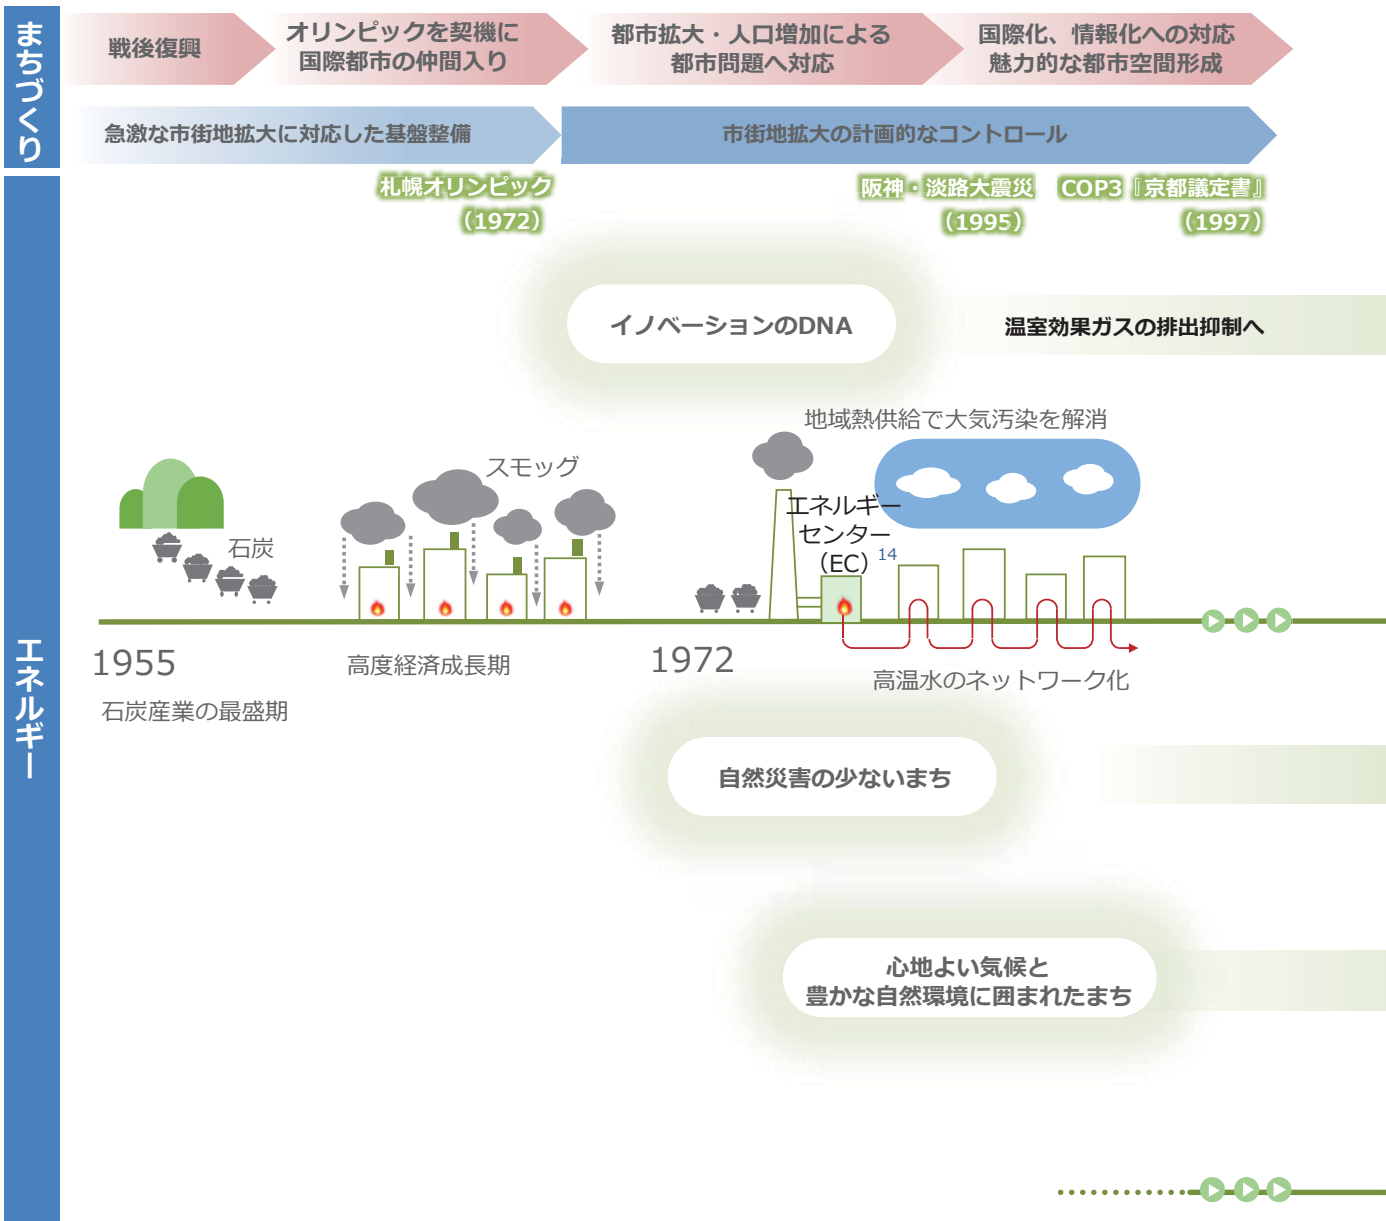 まちづくり
戦後復興
オリンピックを契機に
国際都市の仲間入り
都市拡大・人口増加による
都市問題へ対応
国際化、情報化への対応
魅力的な都市空間形成
急激な市街地拡大に対応した基盤整備
市街地拡大の計画的なコントロール
エネルギー
札幌オリンピック
（1972）
阪神・淡路大震災
（1995）
COP3『京都議定書』
（1997）
イノベーションのDNA
温室効果ガスの排出抑制へ
地域熱供給で大気汚染を解消
スモッグ
石炭
エネルギー
センター
（EC）14
1955
高度経済成長期
1972
高温水のネットワーク化
石炭産業の最盛期
自然災害の少ないまち
心地よい気候と
豊かな自然環境に囲まれたまち